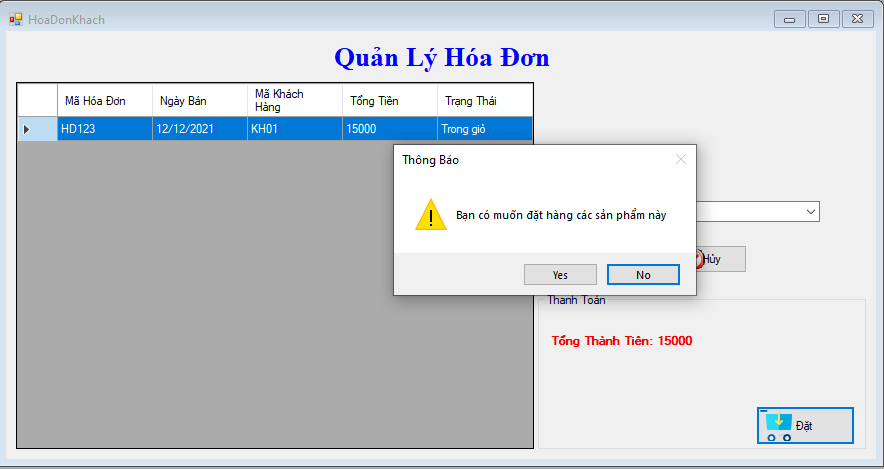 HoaDonKhach
Quản Lý Hóa Đơn
Mã Hóa Đơn
Ngày Bán
Mã Khách
Hàng
Tổng Tiền
Trạng Thái
HD123
12/12/2021
KH01
15000
Trong giỏ
Thông Báo
Bạn có muốn đặt hàng các sản phẩm này
Yes
No
Hủy
Thanh Toán
Tổng Thành Tiền: 15000
Đặt